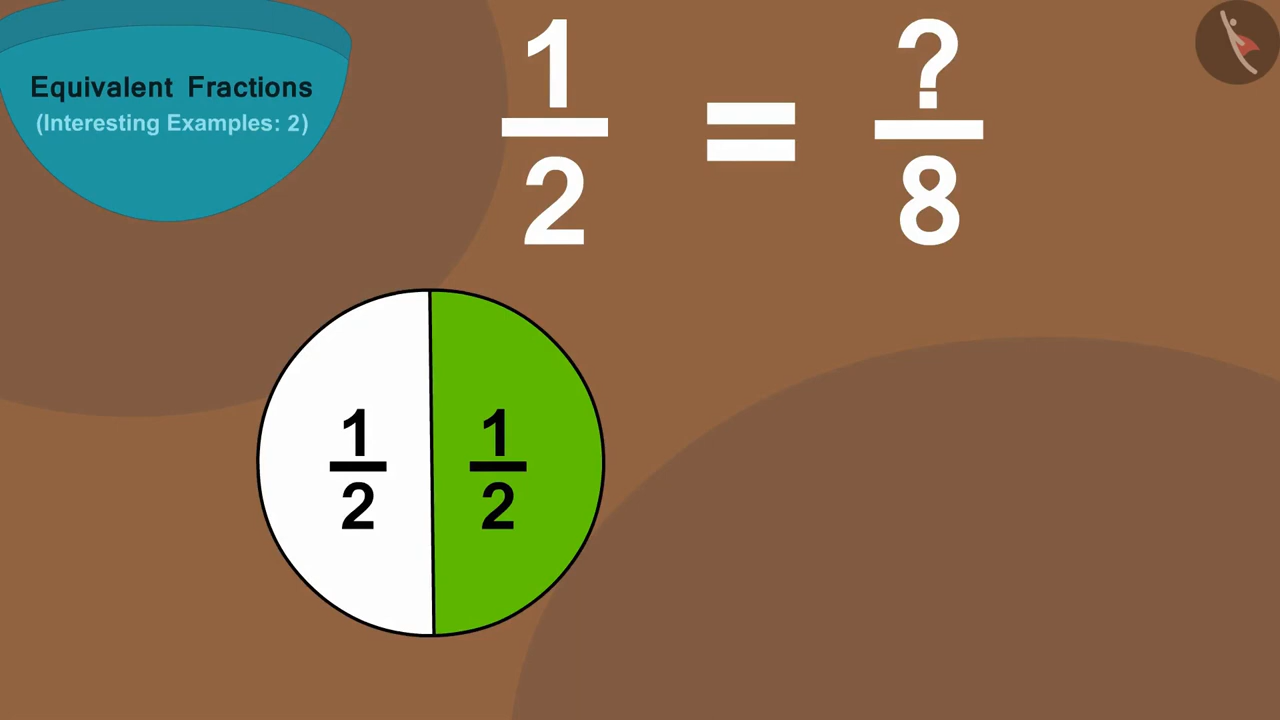 Equivalent Fractions
(Interesting Examples: 2)
1/2 = ?/8
1/2 1/2